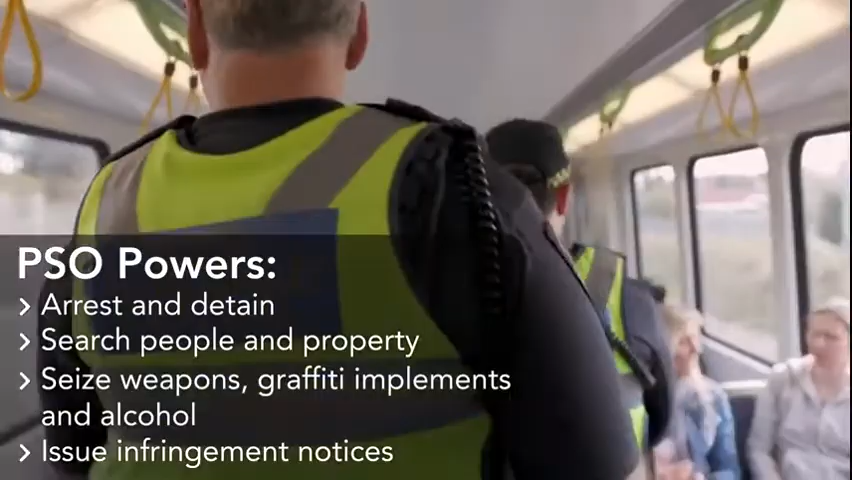 PSO Powers:
› Arrest and detain
› Search people and property
› Seize weapons, graffiti implements
and alcohol
› Issue infringement notices